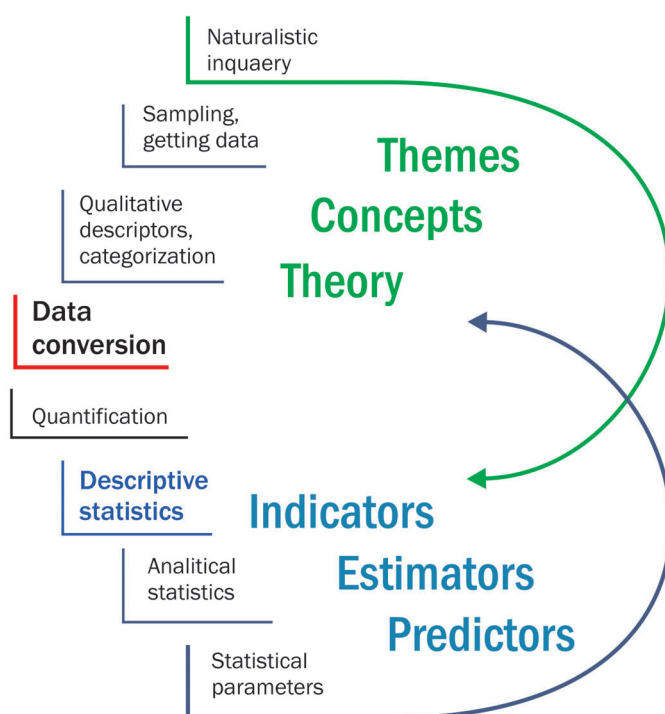 Naturalistic
inquaery
Sampling,
getting data
Themes
Qualitative
descriptors,
categorization
Concepts
Theory
Data
conversion
Quantification
Descriptive
statistics
Indicators
Analitical
statistics
Estimators
Predictors
Statistical
parameters